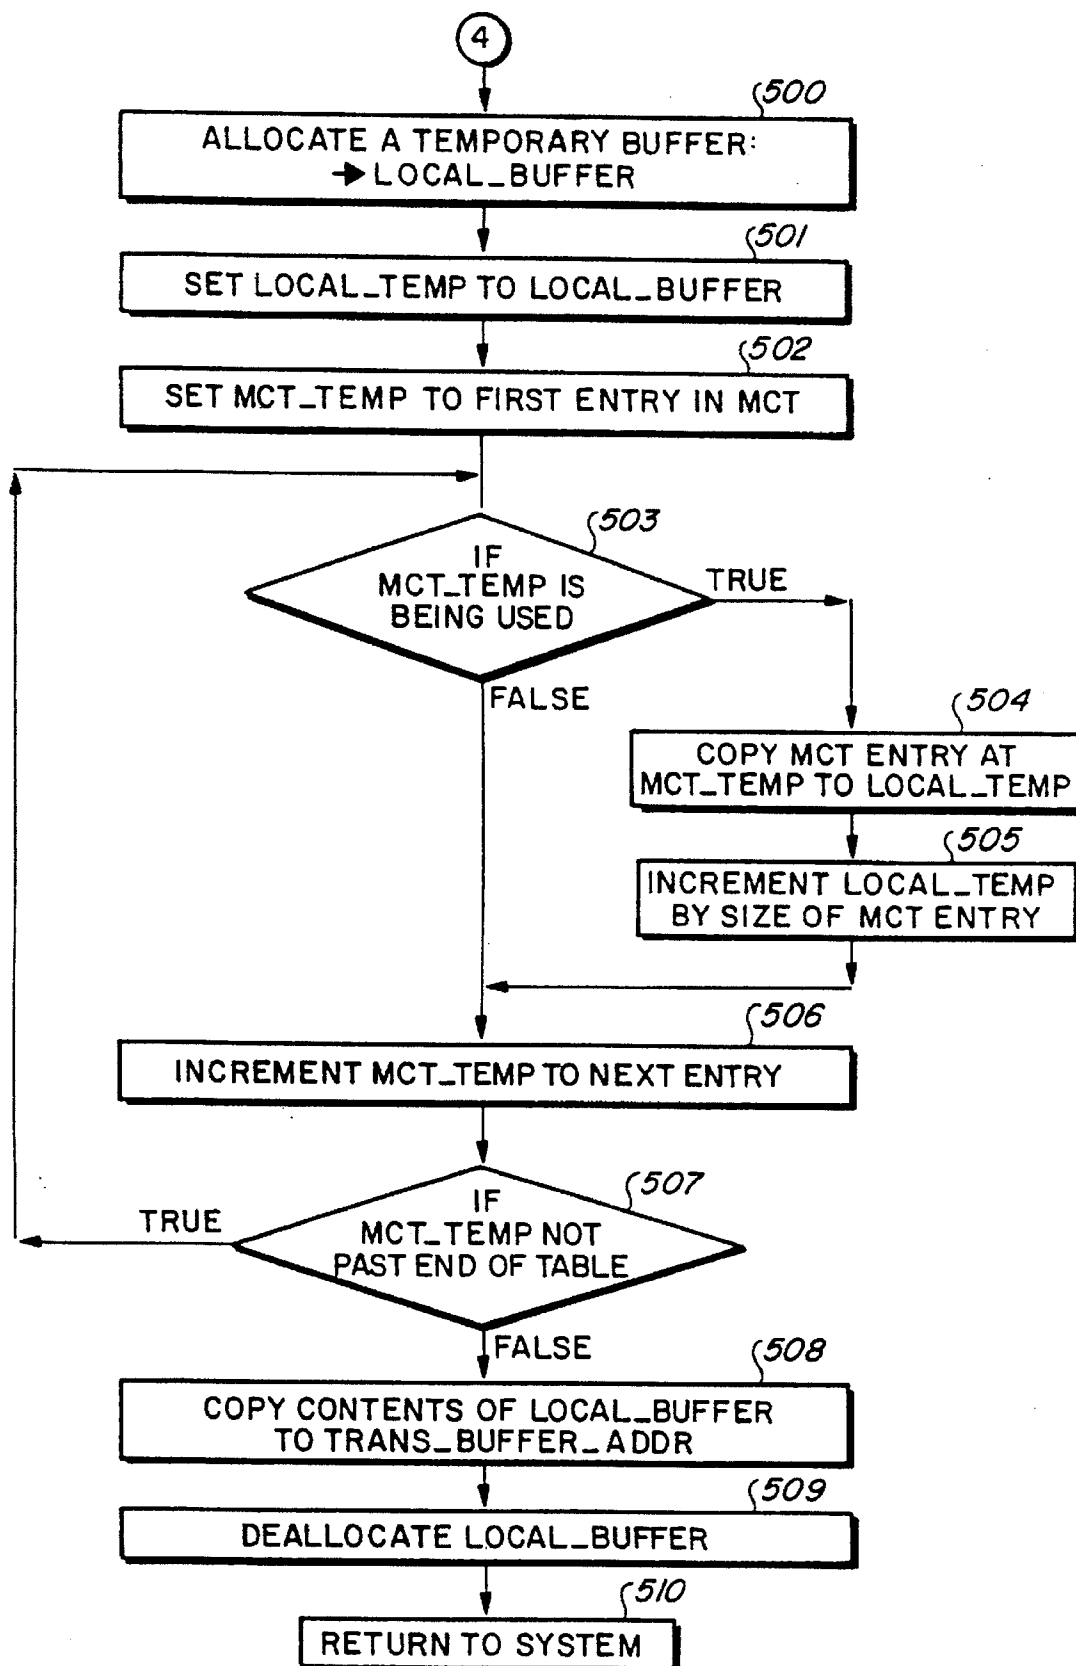 4
500
ALLOCATE A TEMPORARY BUFFER:
→ LOCAL_BUFFER
501
SET LOCAL_TEMP TO LOCAL_BUFFER
502
SET MCT_TEMP TO FIRST ENTRY IN MCT
503
IF
MCT_TEMP IS
BEING USED
TRUE
FALSE
504
COPY MCT ENTRY AT
MCT_TEMP TO LOCAL_TEMP
505
INCREMENT LOCAL_TEMP
BY SIZE OF MCT ENTRY
506
INCREMENT MCT_TEMP TO NEXT ENTRY
507
IF
MCT_TEMP NOT
PAST END OF TABLE
TRUE
FALSE
508
COPY CONTENTS OF LOCAL_BUFFER
TO TRANS_BUFFER_ADDR
509
DEALLOCATE LOCAL_BUFFER
510
RETURN TO SYSTEM